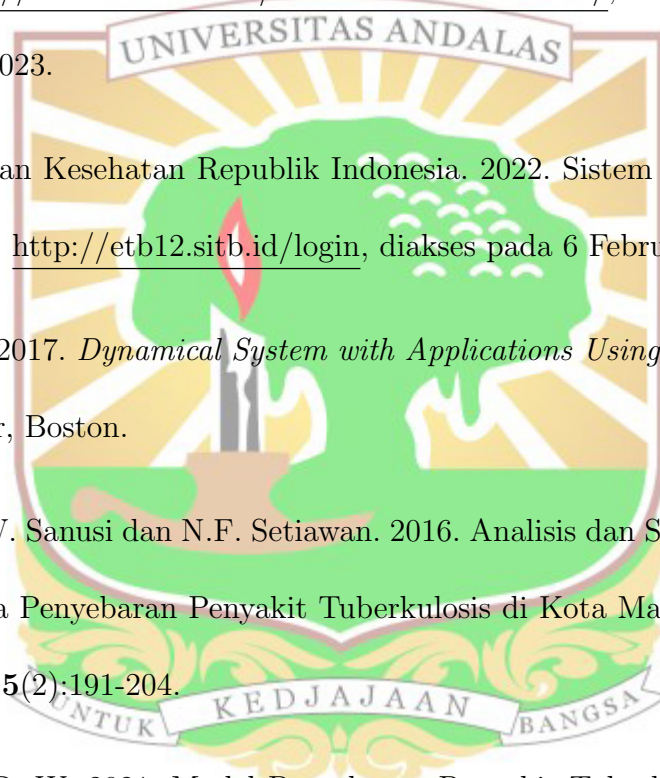 UNIVERSITAS ANDALAS
023.
an Kesehatan Republik Indonesia. 2022. Sistem
http://etb12.sitb.id/login, diakses pada 6 Febru
2017. Dynamical System with Applications Using
r, Boston.
. Sanusi dan N.F. Setiawan. 2016. Analisis dan S
a Penyebaran Penyakit Tuberkulosis di Kota Ma
5(2):191-204.
UNTUK KEDJAJAAN BANGSA